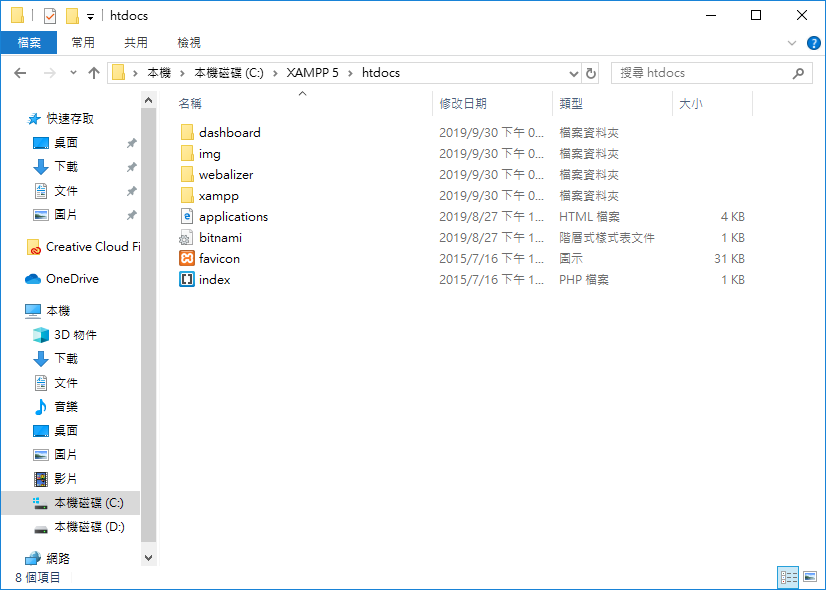 htdocs
檔案 常用 共用 檢視
本機 本機磁碟 (C:) XAMPP 5 htdocs 搜尋 htdocs
名稱 修改日期 類型 大小
dashboard 2019/9/30 下午 0... 檔案資料夾
img 2019/9/30 下午 0... 檔案資料夾
webalizer 2019/9/30 下午 0... 檔案資料夾
xampp 2019/9/30 下午 0... 檔案資料夾
applications 2019/8/27 下午 1... HTML 檔案 4 KB
bitnami 2019/8/27 下午 1... 階層式樣式表文件 1 KB
favicon 2015/7/16 下午 1... 圖示 31 KB
index 2015/7/16 下午 1... PHP 檔案 1 KB
快速存取
桌面
下載
文件
圖片
Creative Cloud Fi
OneDrive
本機
3D 物件
下載
文件
音樂
桌面
圖片
影片
本機磁碟 (C:)
本機磁碟 (D:)
網路
8 個項目